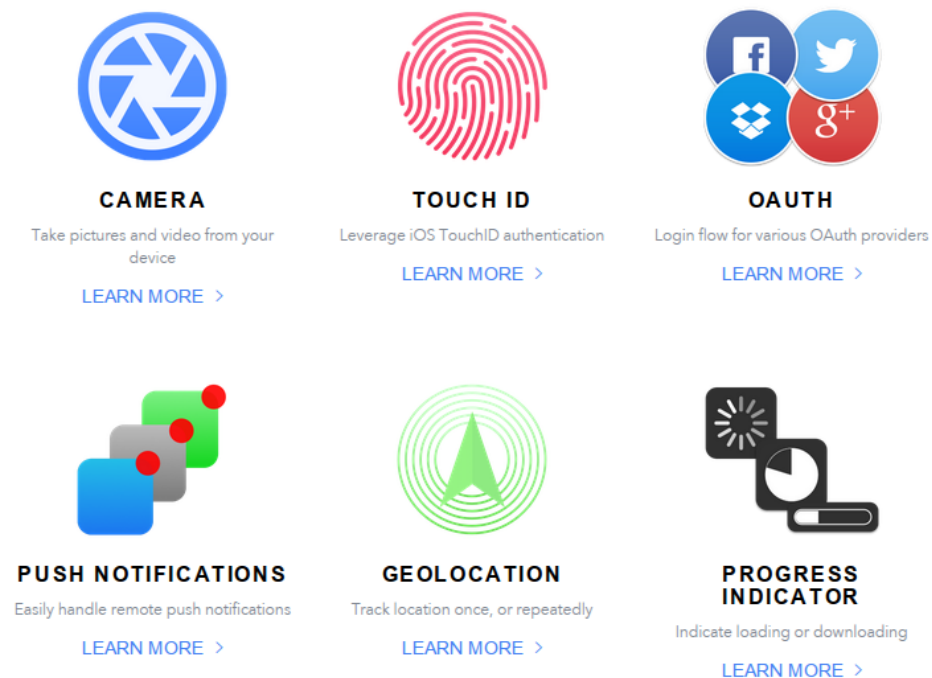 CAMERA
Take pictures and video from your
device
LEARN MORE >
TOUCH ID
Leverage iOS TouchID authentication
LEARN MORE >
f
g+
OAUTH
Login flow for various OAuth providers
LEARN MORE >
PUSH NOTIFICATIONS
Easily handle remote push notifications
LEARN MORE >
GEOLOCATION
Track location once, or repeatedly
LEARN MORE >
PROGRESS
INDICATOR
Indicate loading or downloading
LEARN MORE >